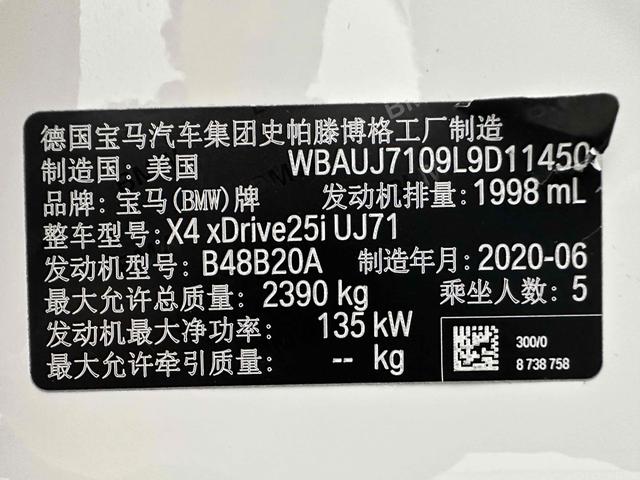 德国宝马汽车集团史帕滕博格工厂制造
制造国: 美国 WBAUJ7109L9D11450
品牌: 宝马(BMW)牌 发动机排量: 1998 mL
整车型号: X4 xDrive25i UJ71
发动机型号: B48B20A 制造年月: 2020-06
最大允许总质量: 2390 kg 乘坐人数: 5
发动机最大净功率: 135 kW
最大允许牵引质量: -- kg
300/0
8 738 758